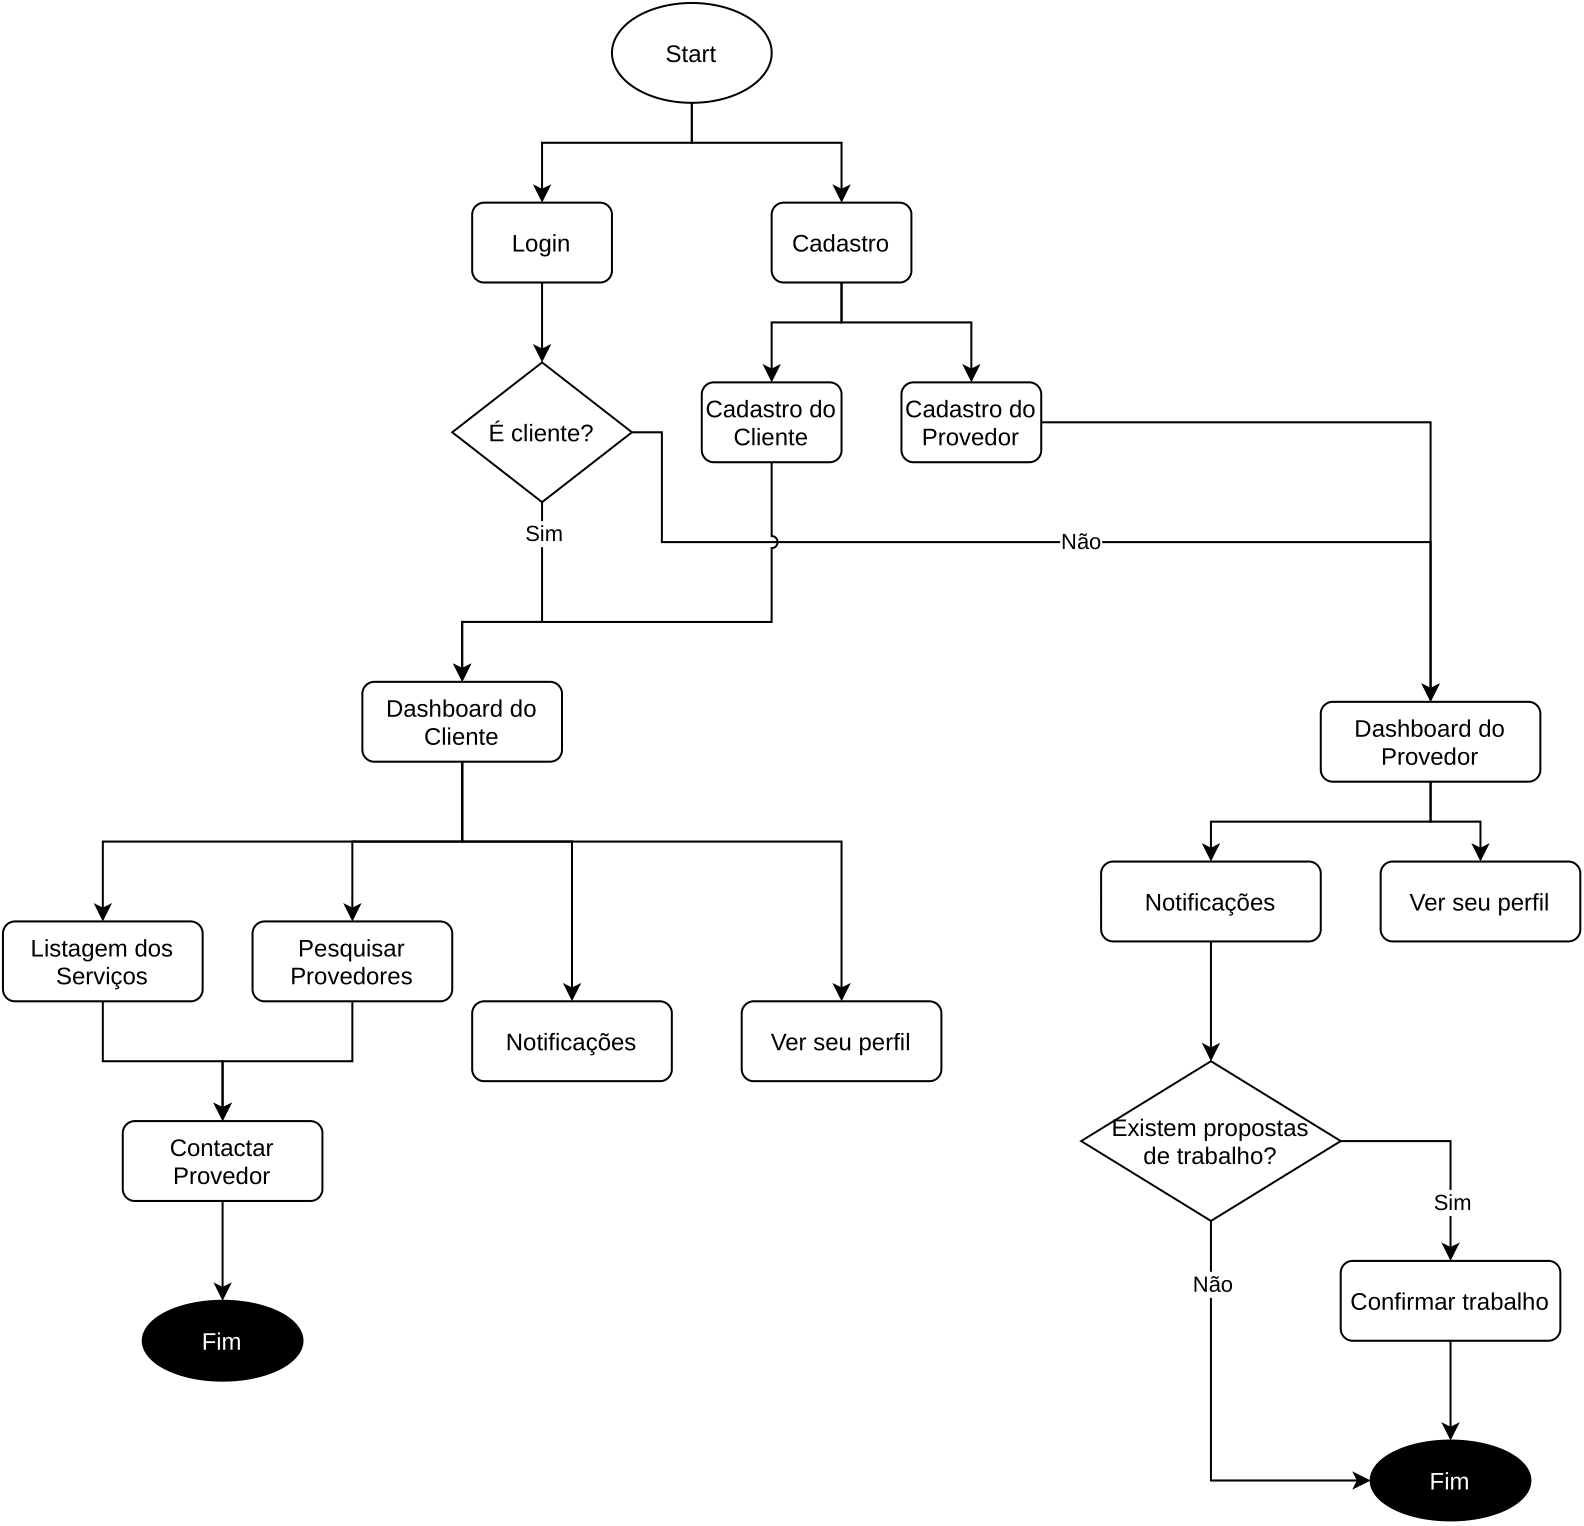 Start
Login
Cadastro
É cliente?
Cadastro do
Cliente
Cadastro do
Provedor
Sim
Não
Dashboard do
Cliente
Dashboard do
Provedor
Notificações
Ver seu perfil
Listagem dos
Serviços
Pesquisar
Provedores
Notificações
Ver seu perfil
Contactar
Provedor
Existem propostas
de trabalho?
Sim
Não
Confirmar trabalho
Fim
Fim